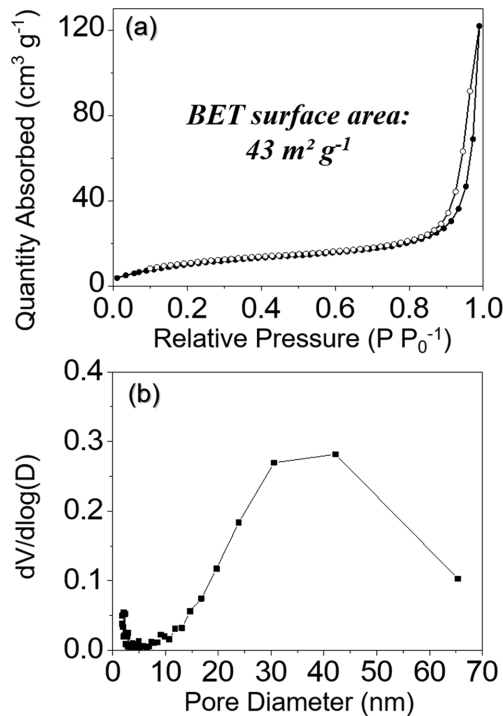 (a)
120
80
40
0
Quantity Absorbed (cm³ g⁻¹)
BET surface area:
43 m² g⁻¹
0.0 0.2 0.4 0.6 0.8 1.0
Relative Pressure (P P₀⁻¹)
(b)
0.4
0.3
0.2
0.1
0.0
dV/dlog(D)
0 10 20 30 40 50 60 70
Pore Diameter (nm)